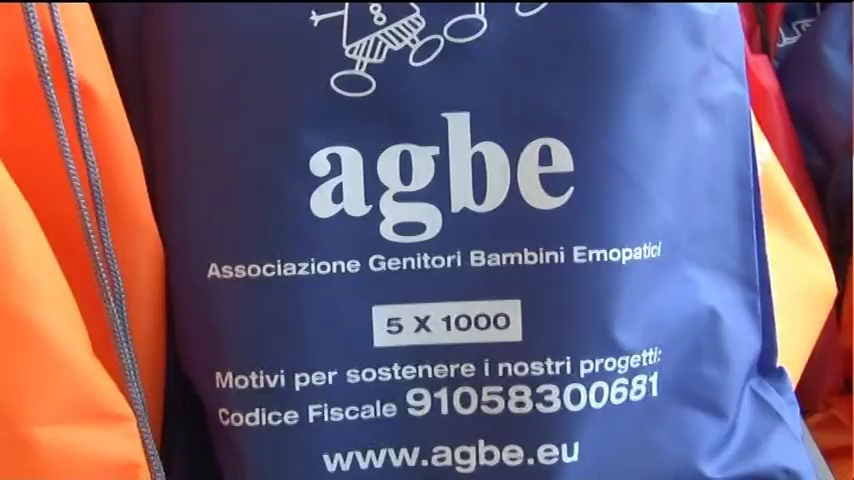 agbe
Associazione Genitori Bambini Emopatici
5 X 1000
Motivi per sostenere i nostri progetti:
Codice Fiscale 91058300681
www.agbe.eu